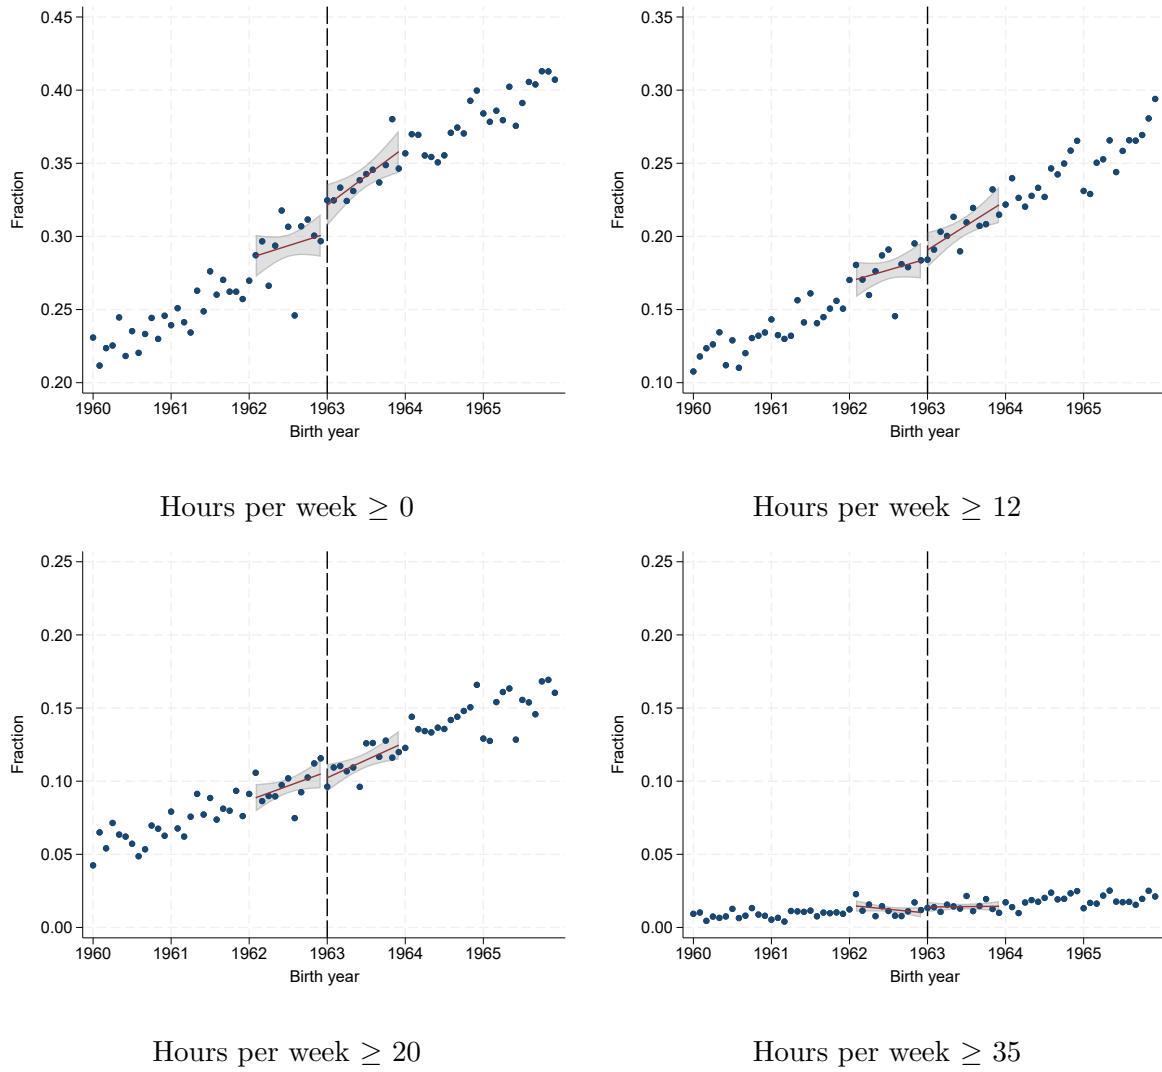 0.45
0.40
0.35
0.30
0.25
0.20
Fraction
1960 1961 1962 1963 1964 1965
Birth year
Hours per week ≥ 0
0.35
0.30
0.25
0.20
0.15
0.10
Fraction
1960 1961 1962 1963 1964 1965
Birth year
Hours per week ≥ 12
0.25
0.20
0.15
0.10
0.05
0.00
Fraction
1960 1961 1962 1963 1964 1965
Birth year
Hours per week ≥ 20
0.25
0.20
0.15
0.10
0.05
0.00
Fraction
1960 1961 1962 1963 1964 1965
Birth year
Hours per week ≥ 35